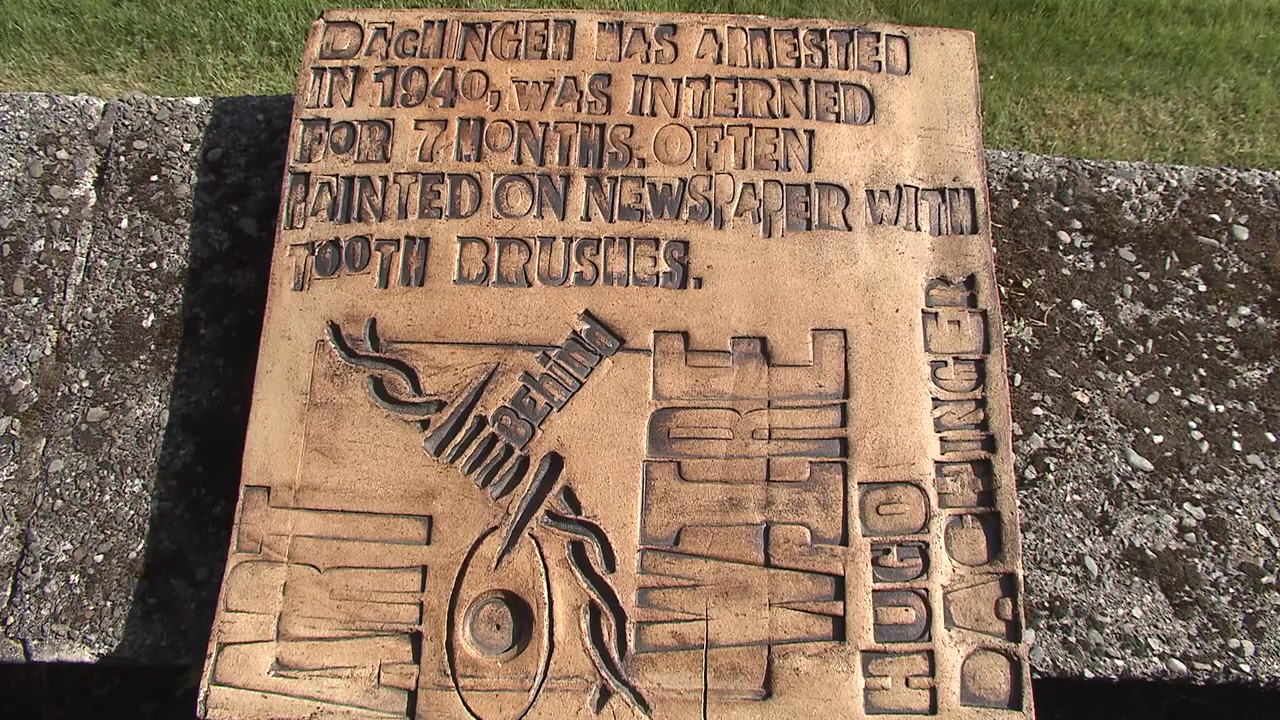 DACHINGER WAS ARRESTED
IN 1940, WAS INTERNED
FOR 7 MONTHS. OFTEN
PAINTED ON NEWSPAPER WITH
TOOTH BRUSHES.
ART
Behind
WIRE
HUGO
DACHINGER